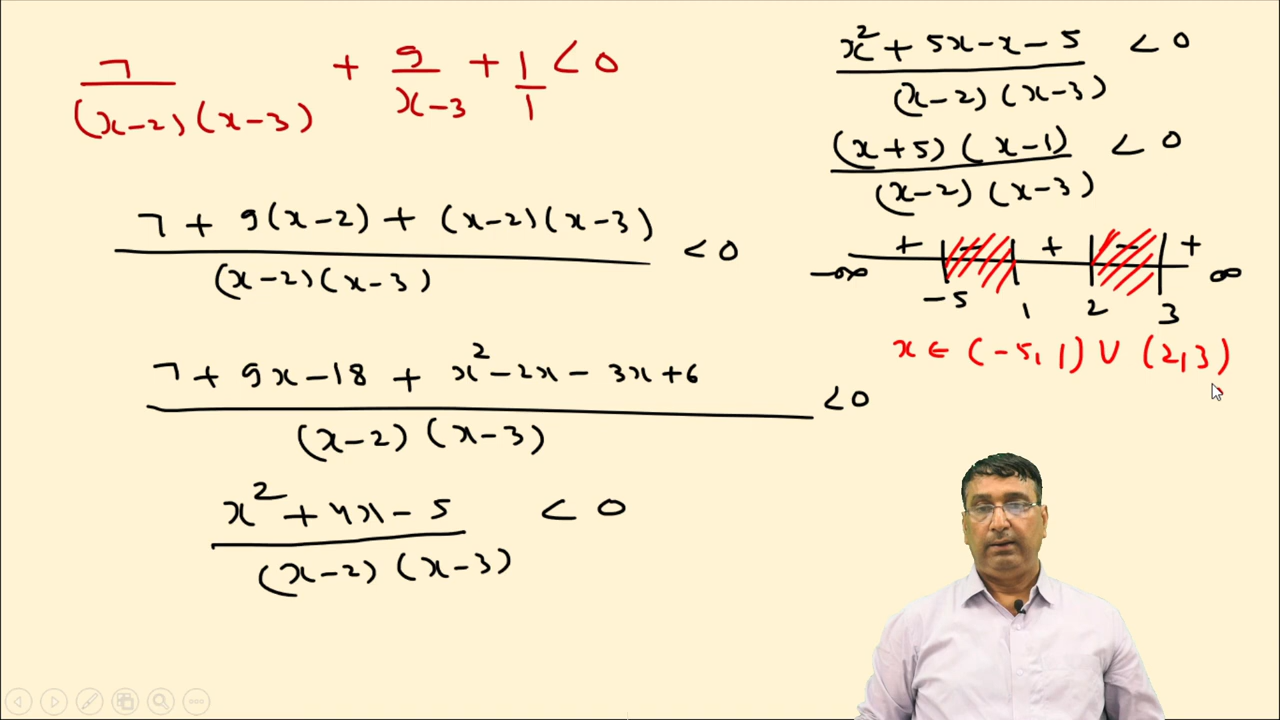 7/((x-2)(x-3)) + 9/(x-3) + 1/1 < 0
(7 + 9(x-2) + (x-2)(x-3))/((x-2)(x-3)) < 0
(7 + 9x-18 + x²-2x-3x+6)/((x-2)(x-3)) < 0
(x²+4x-5)/((x-2)(x-3)) < 0
(x²+5x-x-5)/((x-2)(x-3)) < 0
((x+5)(x-1))/((x-2)(x-3)) < 0
+ - + - +
-∞ -5 1 2 3 ∞
x ∈ (-5,1) ∪ (2,3)